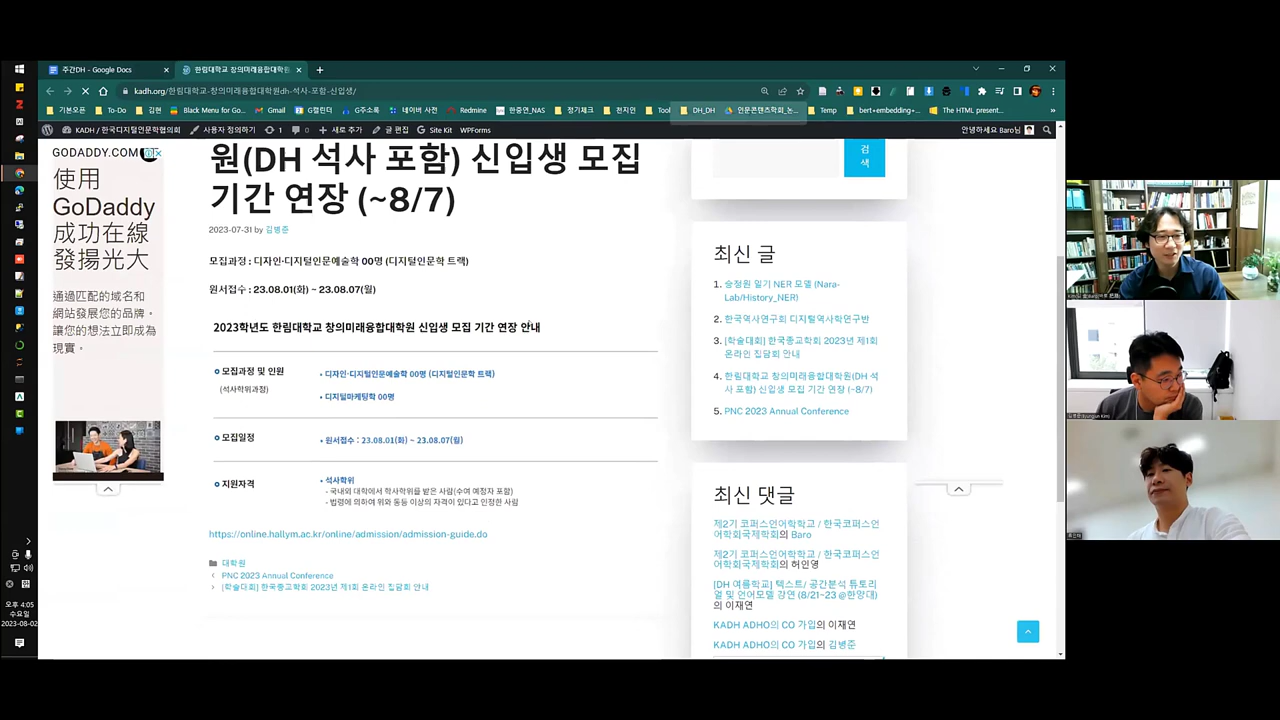 주간DH - Google Docs
한림대학교 창의미래융합대학원
kadh.org/한림대학교-창의미래융합대학원dh-석사-포함-신입생/
기본오픈 To-Do 김현 Black Menu for Go... Gmail G캘린더 G주소록 네이버 사전 Redmine 한중연_NAS 정기체크 천지인 Tool DH_DH 인문콘텐츠학회_논... Temp bert+embedding+... The HTML present...
KADH / 한국디지털인문학협의회 사용자 정의하기 1 0 새로 추가 글 편집 Site Kit WPForms 안녕하세요 Baro님
GODADDY.COM
使用
GoDaddy
成功在線
發揚光大
通過匹配的域名和
網站發展您的品牌。
讓您的想法立即成為
現實。
원(DH 석사 포함) 신입생 모집
기간 연장 (~8/7)
2023-07-31 by 김병준
모집과정 : 디자인·디지털인문예술학 00명 (디지털인문학 트랙)
원서접수 : 23.08.01(화) ~ 23.08.07(월)
2023학년도 한림대학교 창의미래융합대학원 신입생 모집 기간 연장 안내
모집과정 및 인원
(석사학위과정)
• 디자인·디지털인문예술학 00명 (디지털인문학 트랙)
• 디지털마케팅학 00명
모집일정
• 원서접수 : 23.08.01(화) ~ 23.08.07(월)
지원자격
• 석사학위
- 국내외 대학에서 학사학위를 받은 사람(수여 예정자 포함)
- 법령에 의하여 위와 동등 이상의 자격이 있다고 인정한 사람
https://online.hallym.ac.kr/online/admission/admission-guide.do
대학원
PNC 2023 Annual Conference
[학술대회] 한국종교학회 2023년 제1회 온라인 집담회 안내
검
색
최신 글
1. 승정원 일기 NER 모델 (Nara-
Lab/History_NER)
2. 한국역사연구회 디지털역사학연구반
3. [학술대회] 한국종교학회 2023년 제1회
온라인 집담회 안내
4. 한림대학교 창의미래융합대학원(DH 석
사 포함) 신입생 모집 기간 연장 (~8/7)
5. PNC 2023 Annual Conference
최신 댓글
제2기 코퍼스언어학학교 / 한국코퍼스언
어학회국제학회의 Baro
제2기 코퍼스언어학학교 / 한국코퍼스언
어학회국제학회의 허인영
[DH 여름학교] 텍스트/ 공간분석 튜토리
얼 및 언어모델 강연 (8/21~23 @한양대)
의 이재연
KADH ADHO의 CO 가입의 이재연
KADH ADHO의 CO 가입의 김병준
오후 4:05
수요일
2023-08-02